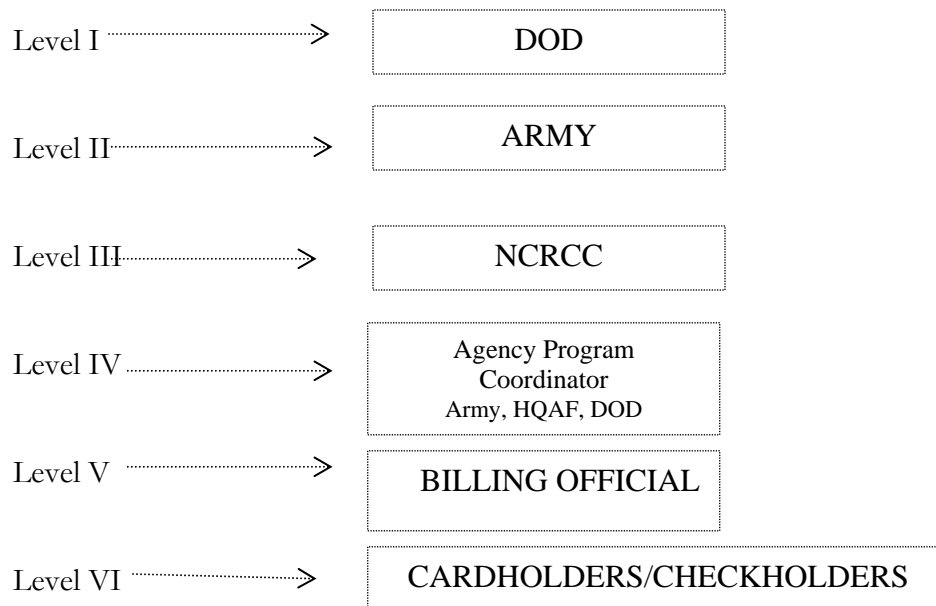 Level I
DOD
Level II
ARMY
Level III
NCRCC
Level IV
Agency Program
Coordinator
Army, HQAF, DOD
Level V
BILLING OFFICIAL
Level VI
CARDHOLDERS/CHECKHOLDERS